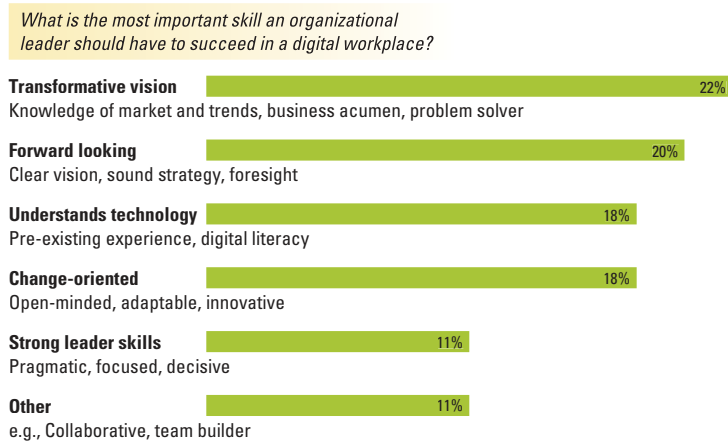 What is the most important skill an organizational
leader should have to succeed in a digital workplace?
Transformative vision 22%
Knowledge of market and trends, business acumen, problem solver
Forward looking 20%
Clear vision, sound strategy, foresight
Understands technology 18%
Pre-existing experience, digital literacy
Change-oriented 18%
Open-minded, adaptable, innovative
Strong leader skills 11%
Pragmatic, focused, decisive
Other 11%
e.g., Collaborative, team builder